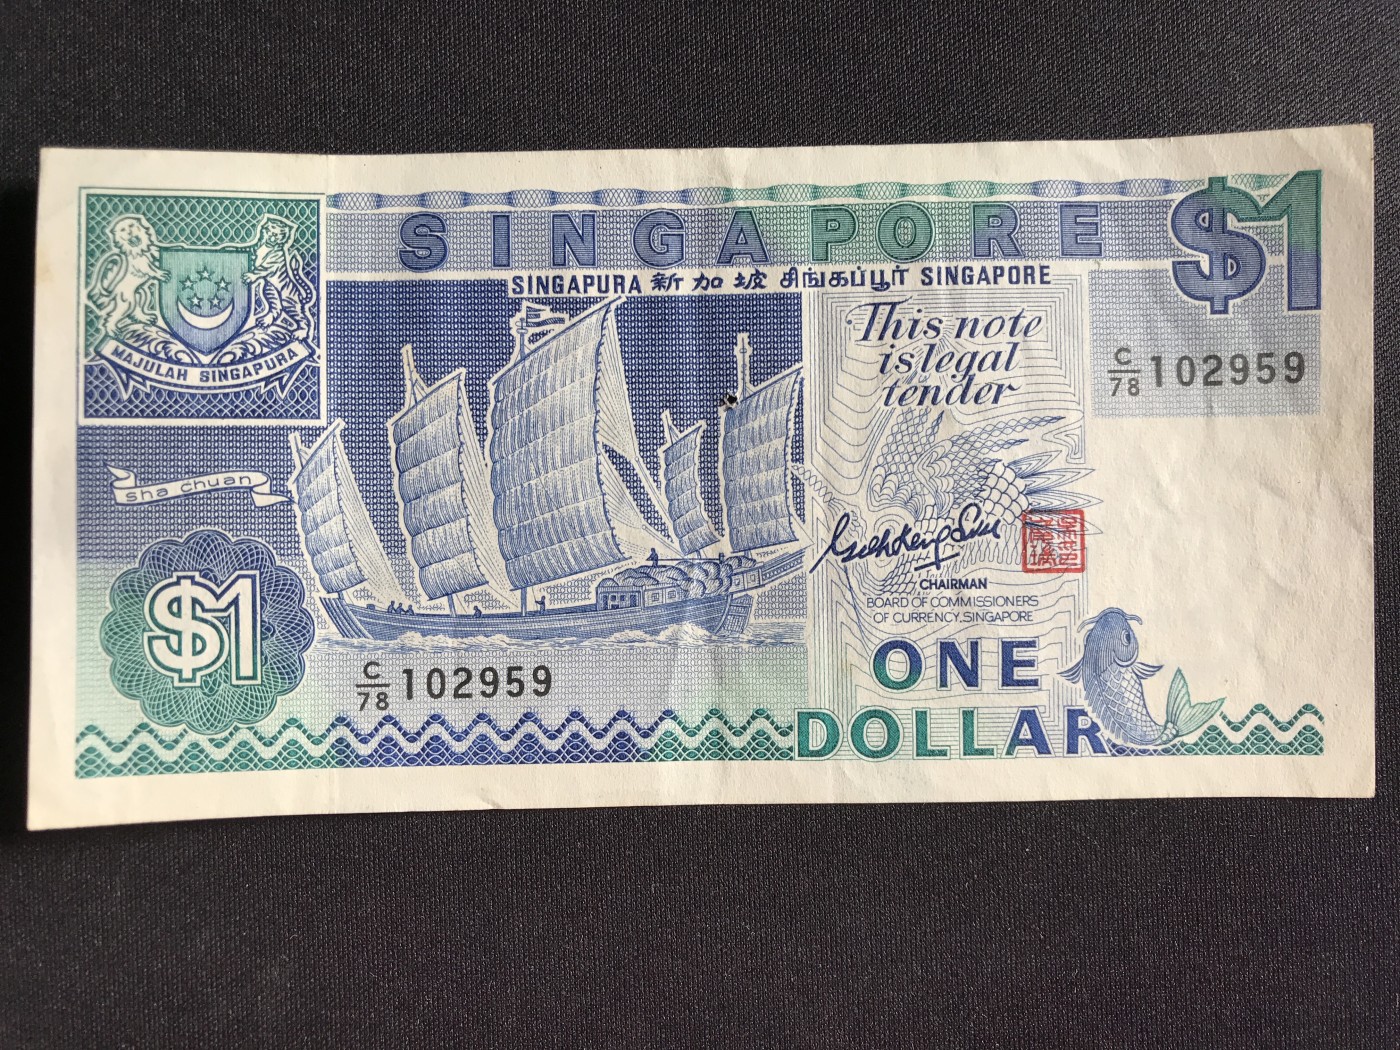 SINGAPORE
$1
SINGAPURA 新加坡 சிங்கப்பூர் SINGAPORE
MAJULAH SINGAPURA
This note
is legal
tender
C/78 102959
sha chuan
CHAIRMAN
BOARD OF COMMISSIONERS
OF CURRENCY, SINGAPORE
$1
C/78 102959
ONE
DOLLAR